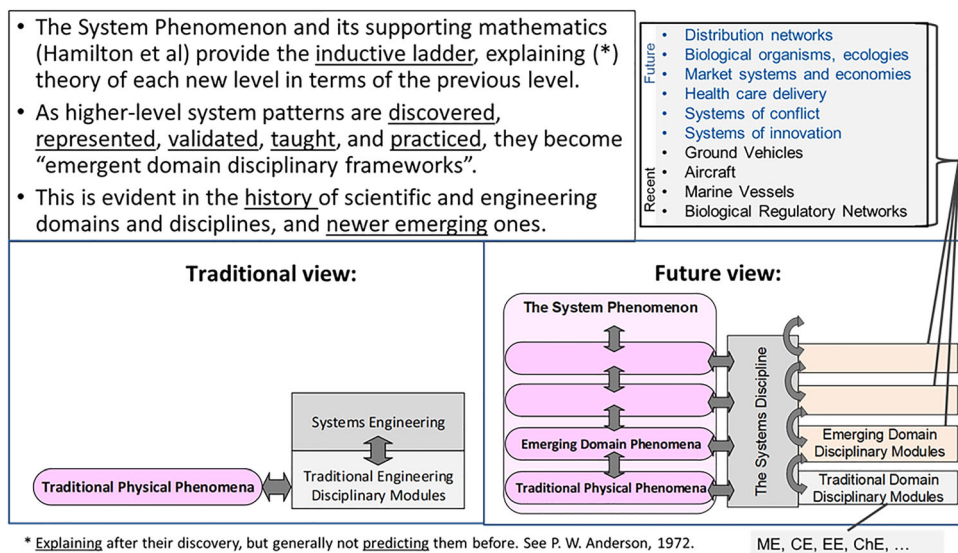 • The System Phenomenon and its supporting mathematics
(Hamilton et al) provide the inductive ladder, explaining (*)
theory of each new level in terms of the previous level.
• As higher-level system patterns are discovered,
represented, validated, taught, and practiced, they become
“emergent domain disciplinary frameworks”.
• This is evident in the history of scientific and engineering
domains and disciplines, and newer emerging ones.
Future
• Distribution networks
• Biological organisms, ecologies
• Market systems and economies
• Health care delivery
• Systems of conflict
• Systems of innovation
Recent
• Ground Vehicles
• Aircraft
• Marine Vessels
• Biological Regulatory Networks
Traditional view:
Systems Engineering
Traditional Physical Phenomena
Traditional Engineering
Disciplinary Modules
Future view:
The System Phenomenon
Emerging Domain Phenomena
Traditional Physical Phenomena
The Systems Discipline
Emerging Domain
Disciplinary Modules
Traditional Domain
Disciplinary Modules
* Explaining after their discovery, but generally not predicting them before. See P. W. Anderson, 1972.
ME, CE, EE, ChE, ...